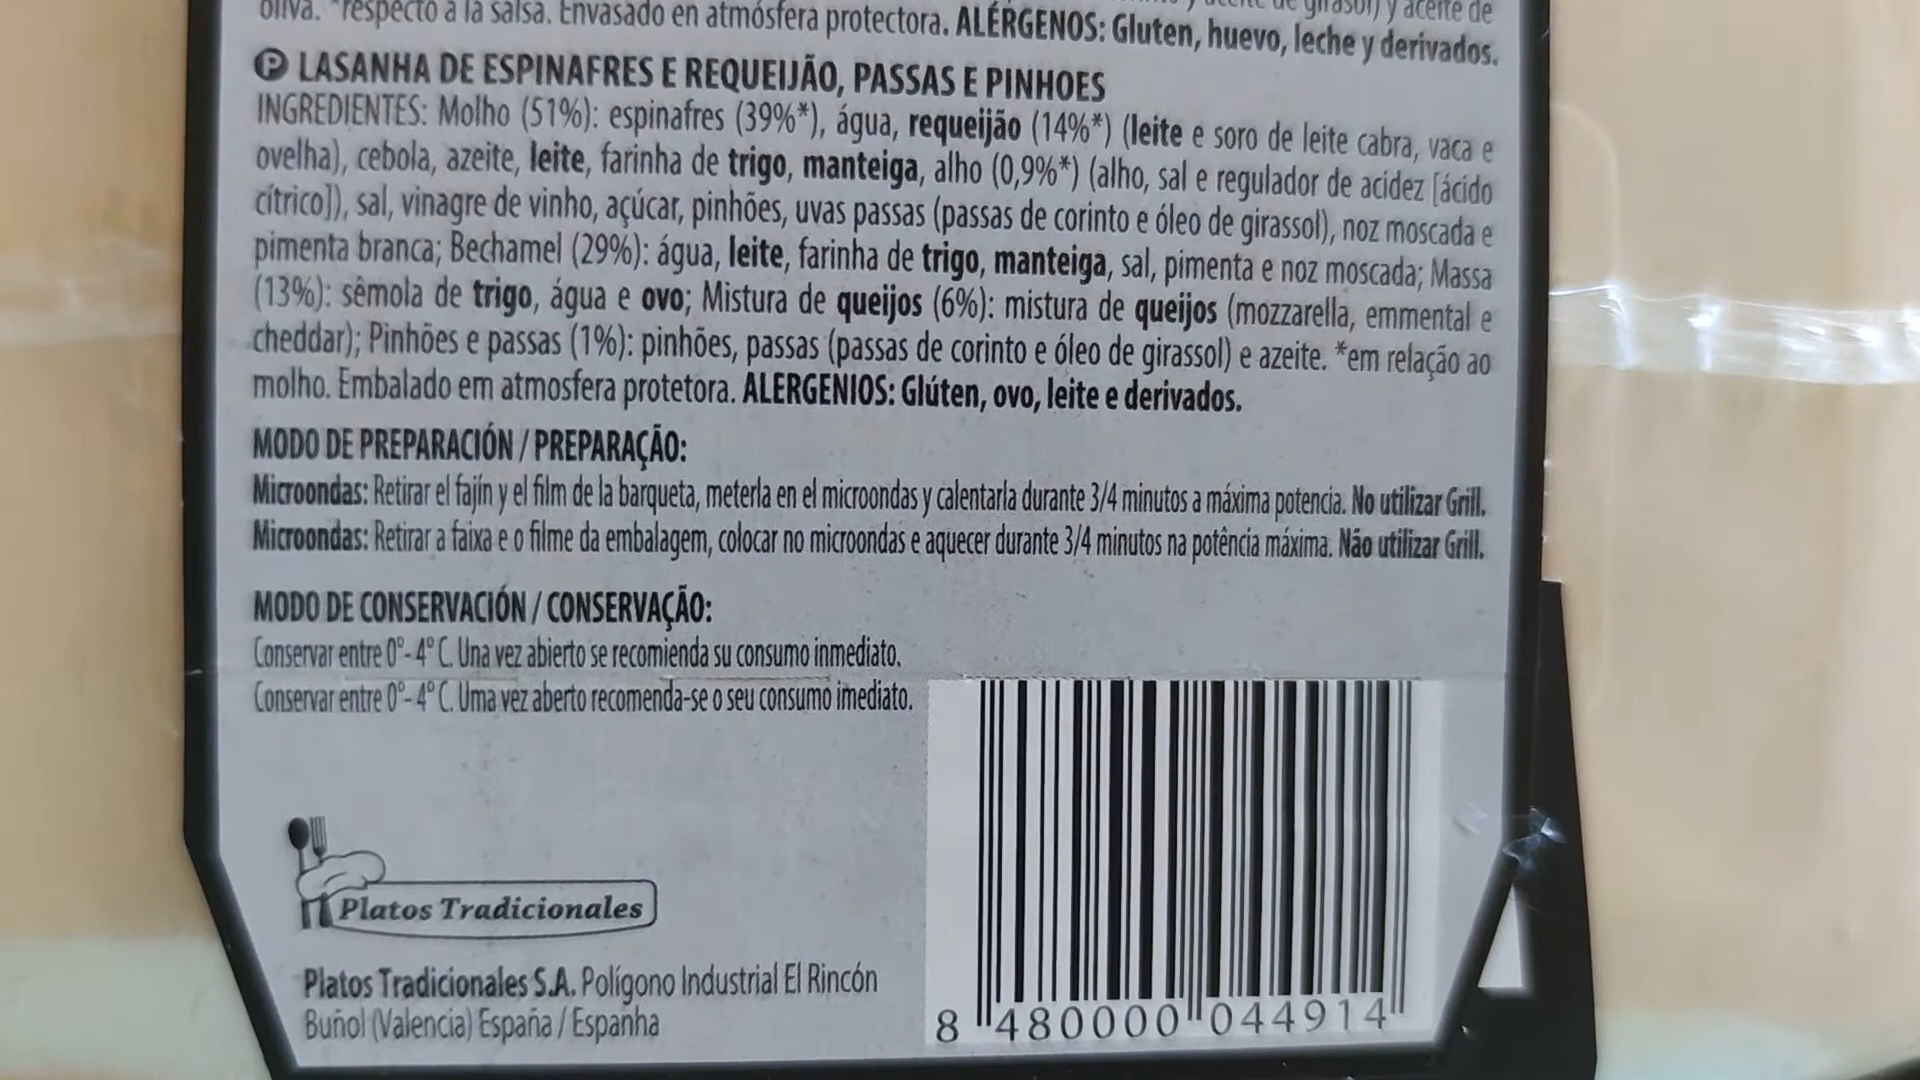 oliva. *respecto a la salsa. Envasado en atmósfera protectora. ALÉRGENOS: Gluten, huevo, leche y derivados.
Ⓟ LASANHA DE ESPINAFRES E REQUEIJÃO, PASSAS E PINHOES
INGREDIENTES: Molho (51%): espinafres (39%*), água, requeijão (14%*) (leite e soro de leite cabra, vaca e
ovelha), cebola, azeite, leite, farinha de trigo, manteiga, alho (0,9%*) (alho, sal e regulador de acidez [ácido
cítrico]), sal, vinagre de vinho, açúcar, pinhões, uvas passas (passas de corinto e óleo de girassol), noz moscada e
pimenta branca; Bechamel (29%): água, leite, farinha de trigo, manteiga, sal, pimenta e noz moscada; Massa
(13%): sêmola de trigo, água e ovo; Mistura de queijos (6%): mistura de queijos (mozzarella, emmental e
cheddar); Pinhões e passas (1%): pinhões, passas (passas de corinto e óleo de girassol) e azeite. *em relação ao
molho. Embalado em atmosfera protetora. ALERGENIOS: Glúten, ovo, leite e derivados.
MODO DE PREPARACIÓN / PREPARAÇÃO:
Microondas: Retirar el fajín y el film de la barqueta, meterla en el microondas y calentarla durante 3/4 minutos a máxima potencia. No utilizar Grill.
Microondas: Retirar a faixa e o filme da embalagem, colocar no microondas e aquecer durante 3/4 minutos na potência máxima. Não utilizar Grill.
MODO DE CONSERVACIÓN / CONSERVAÇÃO:
Conservar entre 0°- 4° C. Una vez abierto se recomienda su consumo inmediato.
Conservar entre 0°- 4° C. Uma vez aberto recomenda-se o seu consumo imediato.
Platos Tradicionales
Platos Tradicionales S.A. Polígono Industrial El Rincón
Buñol (Valencia) España / Espanha
8 480000 044914